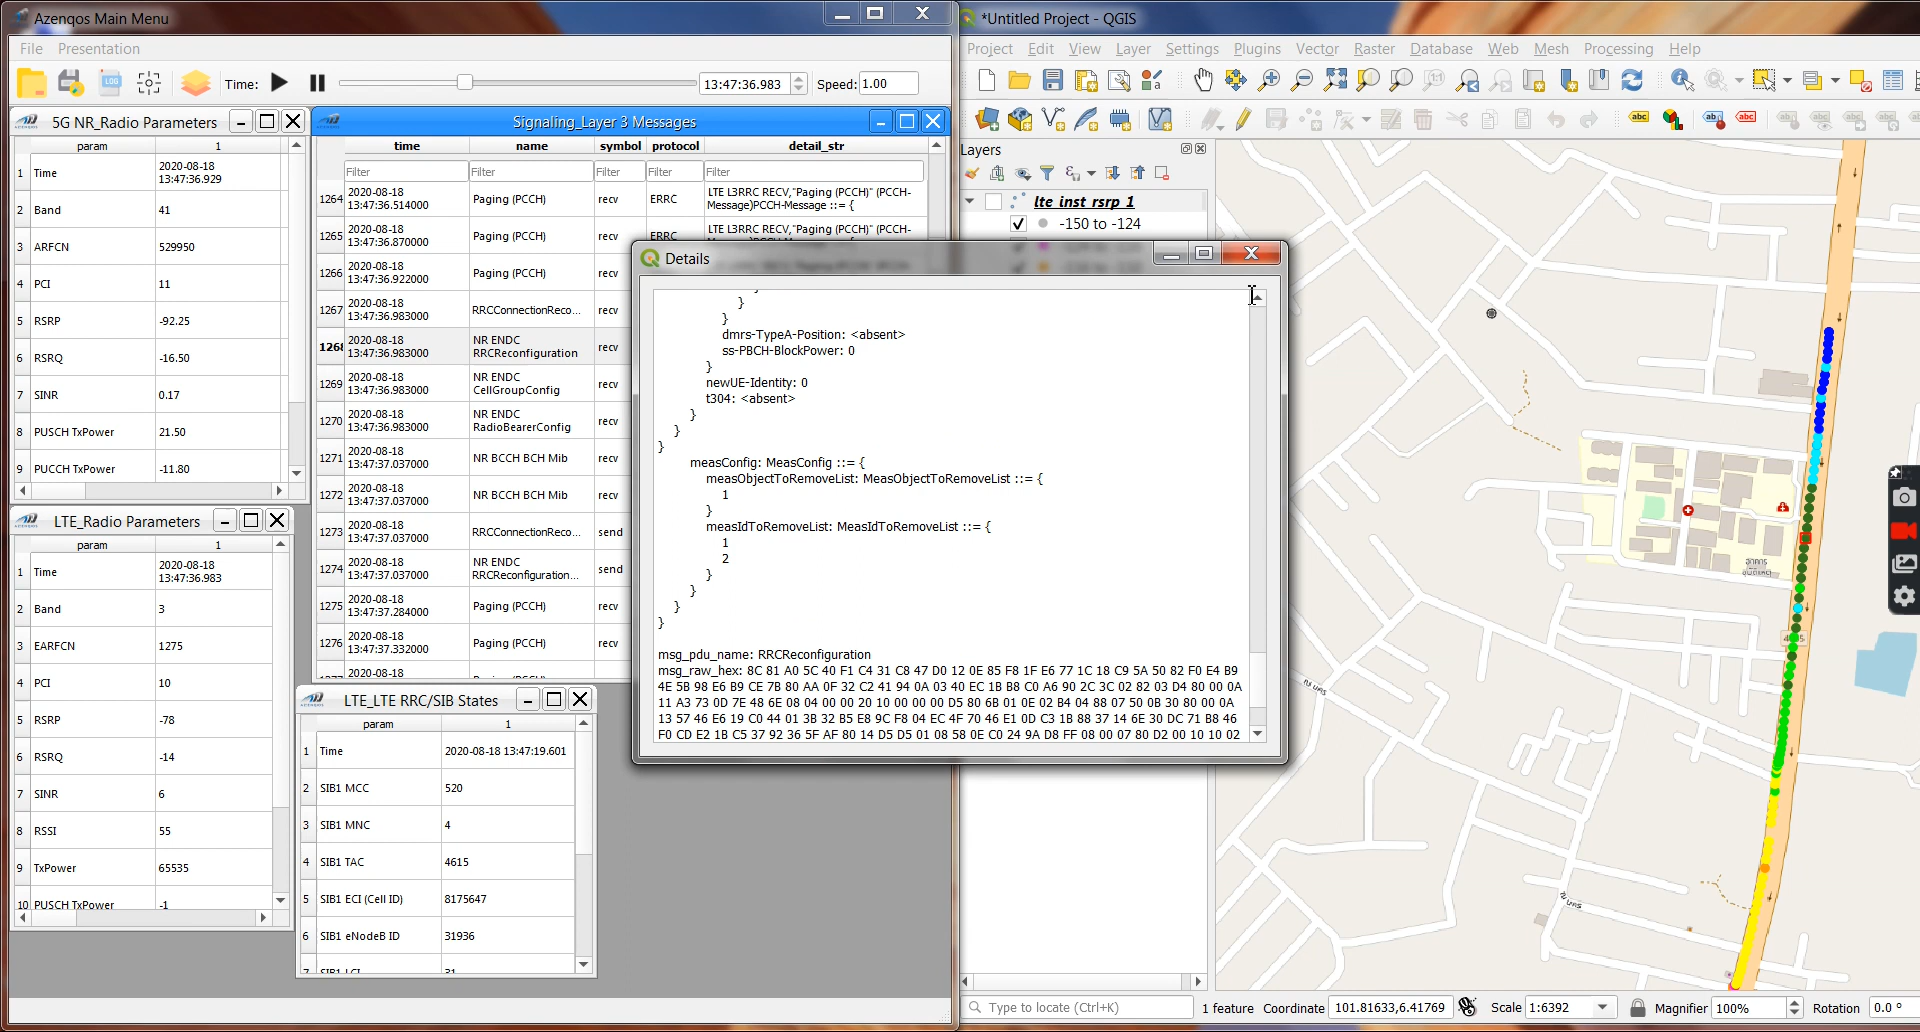 Azenqos Main Menu
File Presentation
Time: 13:47:36.983 Speed: 1.00
5G NR_Radio Parameters
param 1
1 Time 2020-08-18 13:47:36.929
2 Band 41
3 ARFCN 529950
4 PCI 11
5 RSRP -92.25
6 RSRQ -16.50
7 SINR 0.17
8 PUSCH TxPower 21.50
9 PUCCH TxPower -11.80
LTE_Radio Parameters
param 1
1 Time 2020-08-18 13:47:36.983
2 Band 3
3 EARFCN 1275
4 PCI 10
5 RSRP -78
6 RSRQ -14
7 SINR 6
8 RSSI 55
9 TxPower 65535
10 PUSCH TxPower -1
Signaling_Layer 3 Messages
time name symbol protocol detail_str
Filter Filter Filter Filter Filter
1264 2020-08-18 13:47:36.514000 Paging (PCCH) recv ERRC LTE L3RRC RECV,"Paging (PCCH)" (PCCH-Message)PCCH-Message ::= {
1265 2020-08-18 13:47:36.870000 Paging (PCCH) recv ERRC LTE L3RRC RECV,"Paging (PCCH)" (PCCH-
1266 2020-08-18 13:47:36.922000 Paging (PCCH) recv
1267 2020-08-18 13:47:36.983000 RRCConnectionReco... recv
1268 2020-08-18 13:47:36.983000 NR ENDC RRCReconfiguration recv
1269 2020-08-18 13:47:36.983000 NR ENDC CellGroupConfig recv
1270 2020-08-18 13:47:36.983000 NR ENDC RadioBearerConfig recv
1271 2020-08-18 13:47:37.037000 NR BCCH BCH Mib recv
1272 2020-08-18 13:47:37.037000 NR BCCH BCH Mib recv
1273 2020-08-18 13:47:37.037000 RRCConnectionReco... send
1274 2020-08-18 13:47:37.037000 NR ENDC RRCReconfiguration... send
1275 2020-08-18 13:47:37.284000 Paging (PCCH) recv
1276 2020-08-18 13:47:37.332000 Paging (PCCH) recv
2020-08-18
LTE_LTE RRC/SIB States
param 1
1 Time 2020-08-18 13:47:19.601
2 SIB1 MCC 520
3 SIB1 MNC 4
4 SIB1 TAC 4615
5 SIB1 ECI (Cell ID) 8175647
6 SIB1 eNodeB ID 31936
7 SIB1 LCI 31
Details
}
}
dmrs-TypeA-Position: <absent>
ss-PBCH-BlockPower: 0
}
newUE-Identity: 0
t304: <absent>
}
}
}
measConfig: MeasConfig ::= {
measObjectToRemoveList: MeasObjectToRemoveList ::= {
1
}
measIdToRemoveList: MeasIdToRemoveList ::= {
1
2
}
}
}
}
msg_pdu_name: RRCReconfiguration
msg_raw_hex: 8C 81 A0 5C 40 F1 C4 31 C8 47 D0 12 0E 85 F8 1F E6 77 1C 18 C9 5A 50 82 F0 E4 B9
4E 5B 98 E6 B9 CE 7B 80 AA 0F 32 C2 41 94 0A 03 40 EC 1B B8 C0 A6 90 2C 3C 02 82 03 D4 80 00 0A
11 A3 73 0D 7E 48 6E 08 04 00 00 20 10 00 00 00 D5 80 6B 01 0E 02 B4 04 88 07 50 0B 30 80 00 0A
13 57 46 E6 19 C0 44 01 3B 32 B5 E8 9C F8 04 EC 4F 70 46 E1 0D C3 1B 88 37 14 6E 30 DC 71 B8 46
F0 CD E2 1B C5 37 92 36 5F AF 80 14 D5 D5 01 08 58 0E C0 24 9A D8 FF 08 00 07 80 D2 00 10 10 02
*Untitled Project - QGIS
Project Edit View Layer Settings Plugins Vector Raster Database Web Mesh Processing Help
Layers
lte_inst_rsrp_1
-150 to -124
Type to locate (Ctrl+K) 1 feature Coordinate 101.81633,6.41769 Scale 1:6392 Magnifier 100% Rotation 0.0 °